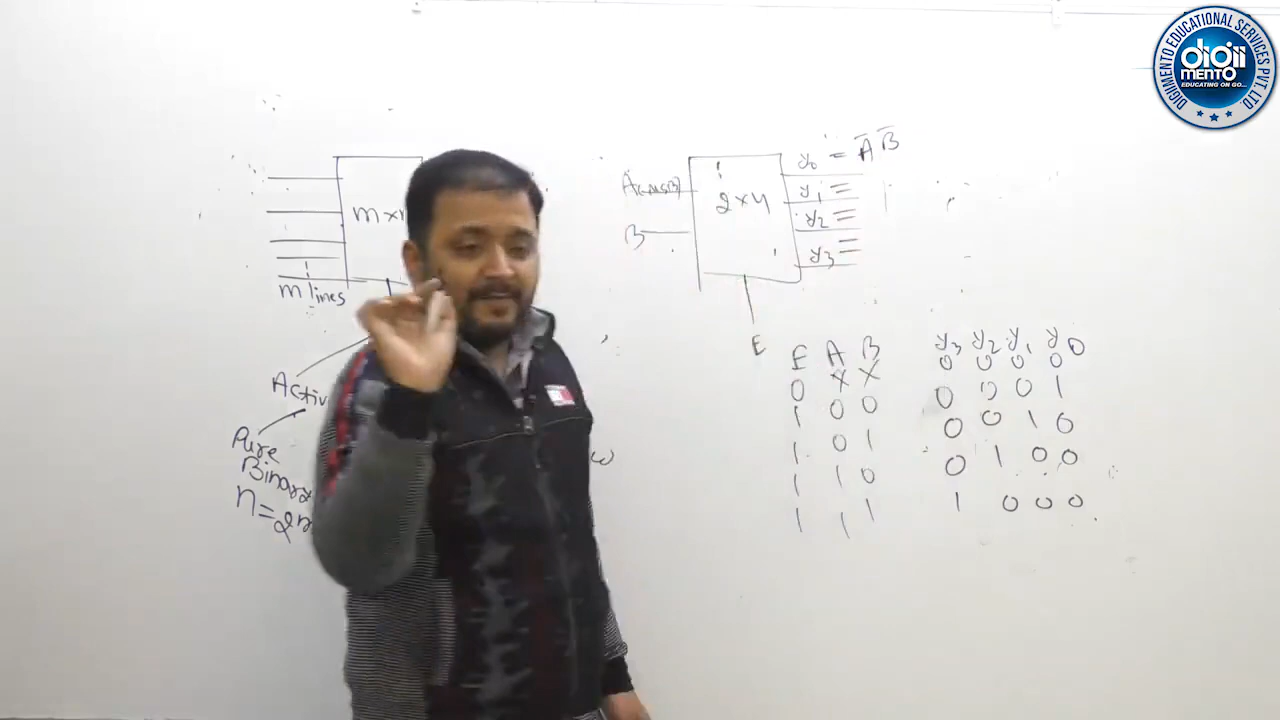 DIGIMENTO EDUCATIONAL SERVICES PVT. LTD.
digii
MENTO
EDUCATING ON GO...
m×
m lines
Activ
Pure
Binary
n=2
A(MSB)
B
2×4
E
y₀ = A̅ B̅
y₁ =
y₂ =
y₃ =
E A B y₃ y₂ y₁ y₀
0 X X 0 0 0 0
1 0 0 0 0 0 1
1 0 1 0 0 1 0
1 1 0 0 1 0 0
1 1 1 1 0 0 0